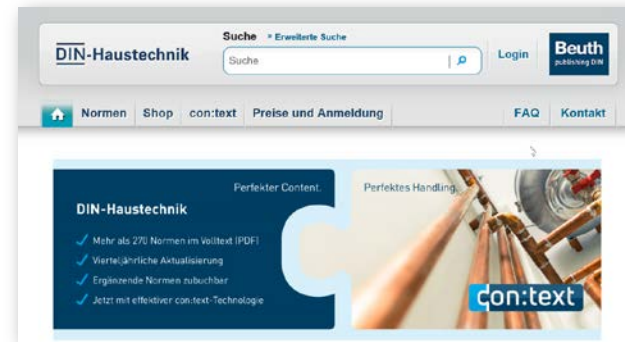 Suche » Erweiterte Suche
DIN-Haustechnik
Suche
Login
Beuth
publishing DIN
Normen Shop con:text Preise und Anmeldung FAQ Kontakt
Perfekter Content.
Perfektes Handling.
DIN-Haustechnik
Mehr als 270 Normen im Volltext (PDF)
Vierteljährliche Aktualisierung
Ergänzende Normen zubuchbar
Jetzt mit effektiver con:text-Technologie
con:text